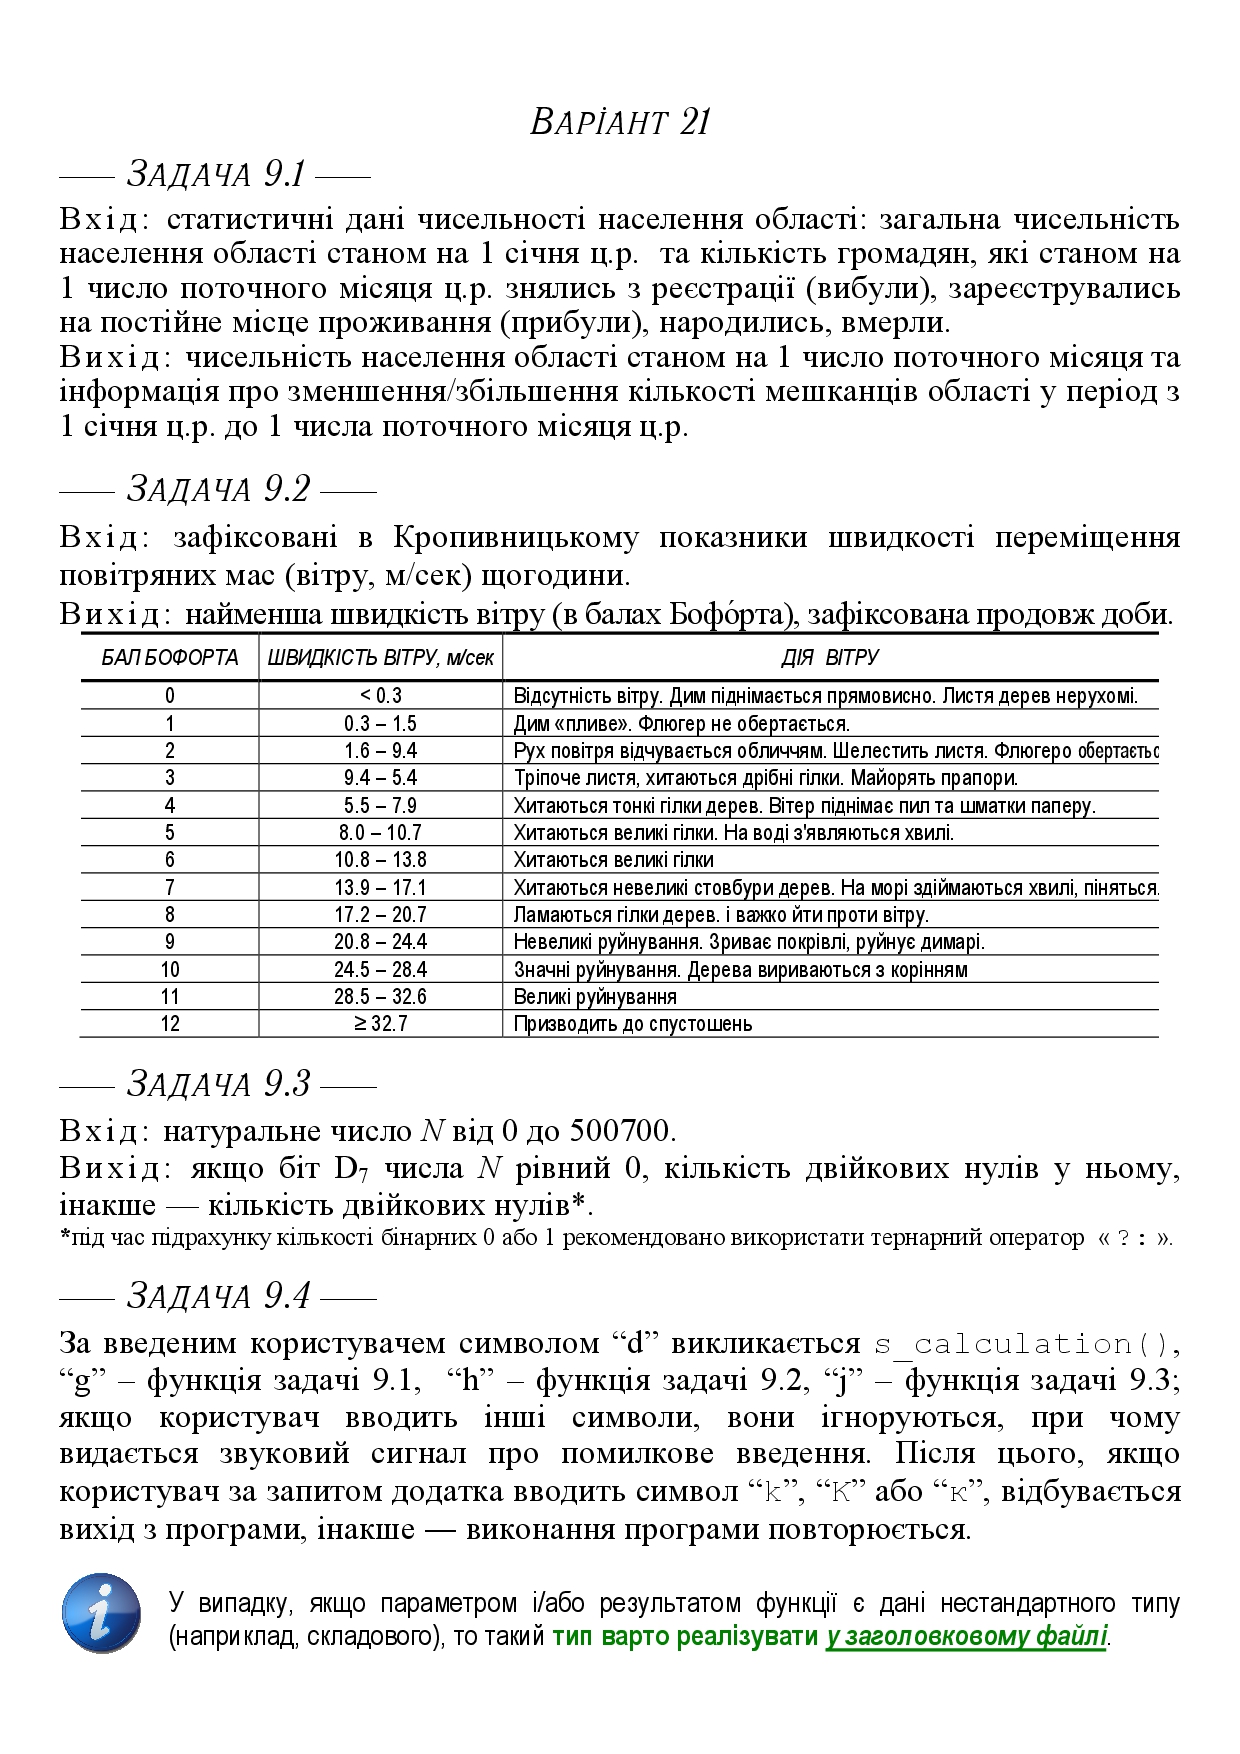 ВАРІАНТ 21
—— ЗАДАЧА 9.1 ——
Вхід: статистичні дані чисельності населення області: загальна чисельність
населення області станом на 1 січня ц.р. та кількість громадян, які станом на
1 число поточного місяця ц.р. знялись з реєстрації (вибули), зареєструвались
на постійне місце проживання (прибули), народились, вмерли.
Вихід: чисельність населення області станом на 1 число поточного місяця та
інформація про зменшення/збільшення кількості мешканців області у період з
1 січня ц.р. до 1 числа поточного місяця ц.р.
—— ЗАДАЧА 9.2 ——
Вхід: зафіксовані в Кропивницькому показники швидкості переміщення
повітряних мас (вітру, м/сек) щогодини.
Вихід: найменша швидкість вітру (в балах Бофо́рта), зафіксована продовж доби.
БАЛ БОФОРТА ШВИДКІСТЬ ВІТРУ, м/сек ДІЯ ВІТРУ
0 < 0.3 Відсутність вітру. Дим піднімається прямовисно. Листя дерев нерухомі.
1 0.3 – 1.5 Дим «пливе». Флюгер не обертається.
2 1.6 – 9.4 Рух повітря відчувається обличчям. Шелестить листя. Флюгеро обертаєтьс
3 9.4 – 5.4 Тріпоче листя, хитаються дрібні гілки. Майорять прапори.
4 5.5 – 7.9 Хитаються тонкі гілки дерев. Вітер піднімає пил та шматки паперу.
5 8.0 – 10.7 Хитаються великі гілки. На воді з'являються хвилі.
6 10.8 – 13.8 Хитаються великі гілки
7 13.9 – 17.1 Хитаються невеликі стовбури дерев. На морі здіймаються хвилі, піняться.
8 17.2 – 20.7 Ламаються гілки дерев. і важко йти проти вітру.
9 20.8 – 24.4 Невеликі руйнування. Зриває покрівлі, руйнує димарі.
10 24.5 – 28.4 Значні руйнування. Дерева вириваються з корінням
11 28.5 – 32.6 Великі руйнування
12 ≥ 32.7 Призводить до спустошень
—— ЗАДАЧА 9.3 ——
Вхід: натуральне число N від 0 до 500700.
Вихід: якщо біт D₇ числа N рівний 0, кількість двійкових нулів у ньому,
інакше — кількість двійкових нулів*.
*під час підрахунку кількості бінарних 0 або 1 рекомендовано використати тернарний оператор « ?: ».
—— ЗАДАЧА 9.4 ——
За введеним користувачем символом “d” викликається s_calculation(),
“g” – функція задачі 9.1, “h” – функція задачі 9.2, “j” – функція задачі 9.3;
якщо користувач вводить інші символи, вони ігноруються, при чому
видається звуковий сигнал про помилкове введення. Після цього, якщо
користувач за запитом додатка вводить символ “k”, “K” або “к”, відбувається
вихід з програми, інакше — виконання програми повторюється.
У випадку, якщо параметром і/або результатом функції є дані нестандартного типу
(наприклад, складового), то такий тип варто реалізувати у заголовковому файлі.